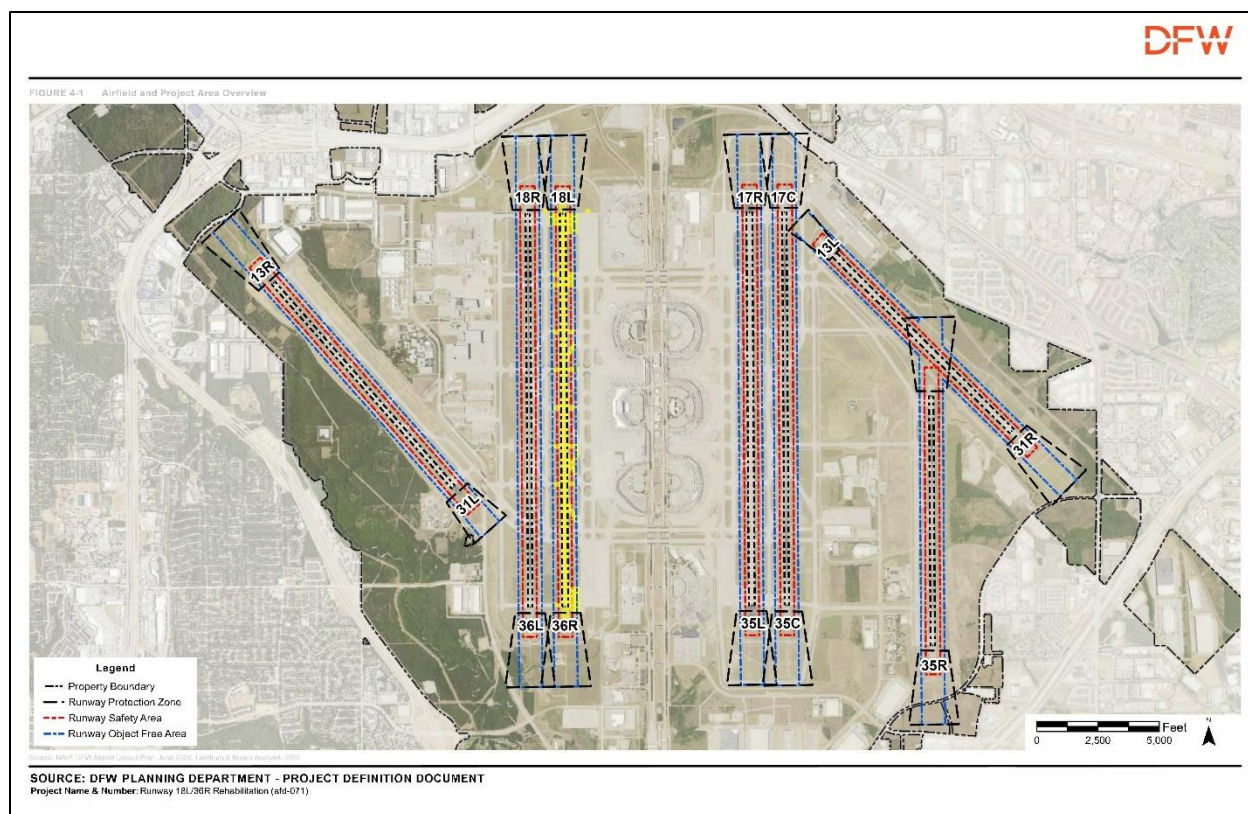 DFW
FIGURE 4-1 Airfield and Project Area Overview
18R 18L 17R 17C
13L
13R
31R
31L
36L 36R 35L 35C
35R
Legend
Property Boundary
Runway Protection Zone
Runway Safety Area
Runway Object Free Area
Feet
0 2,500 5,000
N
SOURCE: DFW PLANNING DEPARTMENT - PROJECT DEFINITION DOCUMENT
Project Name & Number: Runway 18L/36R Rehabilitation (afd-071)